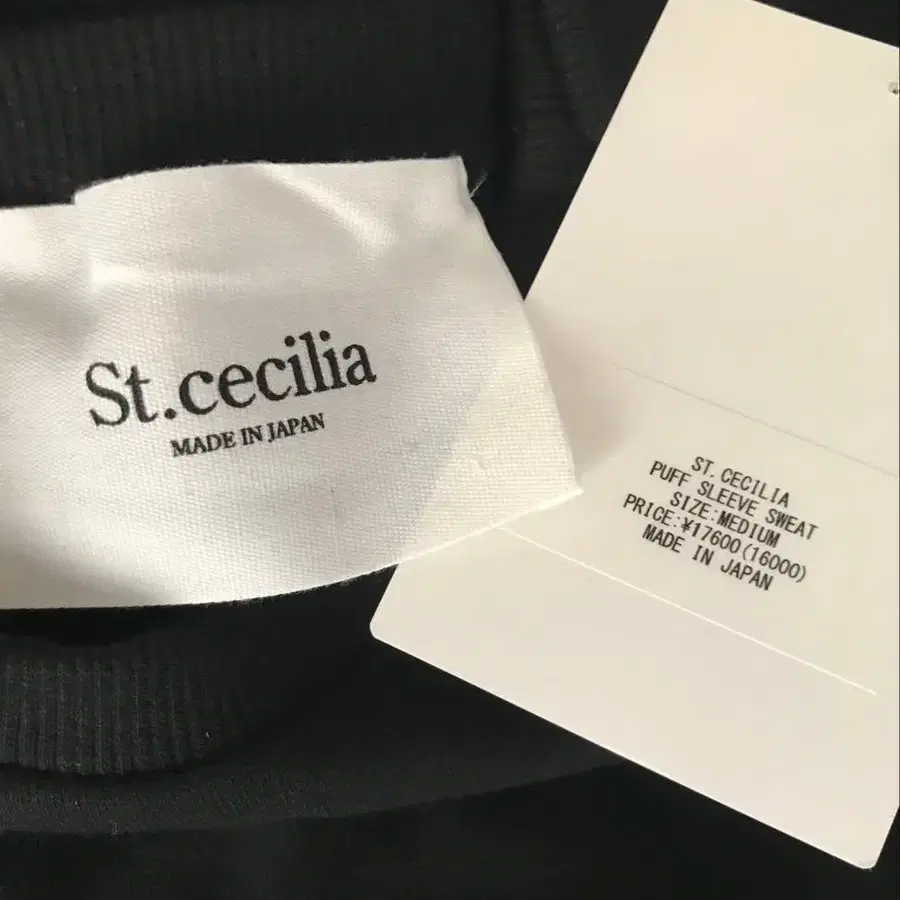 St.cecilia
MADE IN JAPAN
ST. CECILIA
PUFF SLEEVE SWEAT
SIZE:MEDIUM
PRICE:¥17600(16000)
MADE IN JAPAN